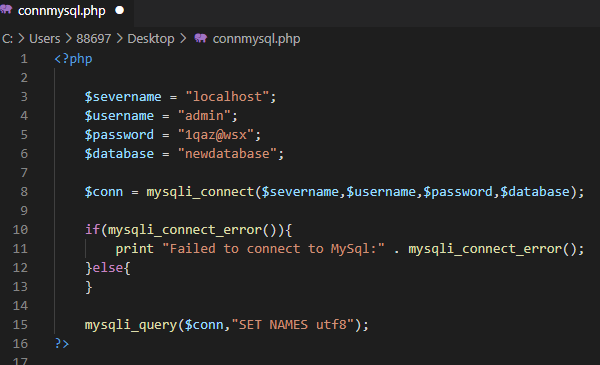 connmysql.php
C: > Users > 88697 > Desktop > connmysql.php
1 <?php
2
3 $severname = "localhost";
4 $username = "admin";
5 $password = "1qaz@wsx";
6 $database = "newdatabase";
7
8 $conn = mysqli_connect($severname,$username,$password,$database);
9
10 if(mysqli_connect_error()){
11 print "Failed to connect to MySql:" . mysqli_connect_error();
12 }else{
13 }
14
15 mysqli_query($conn,"SET NAMES utf8");
16 ?>
17